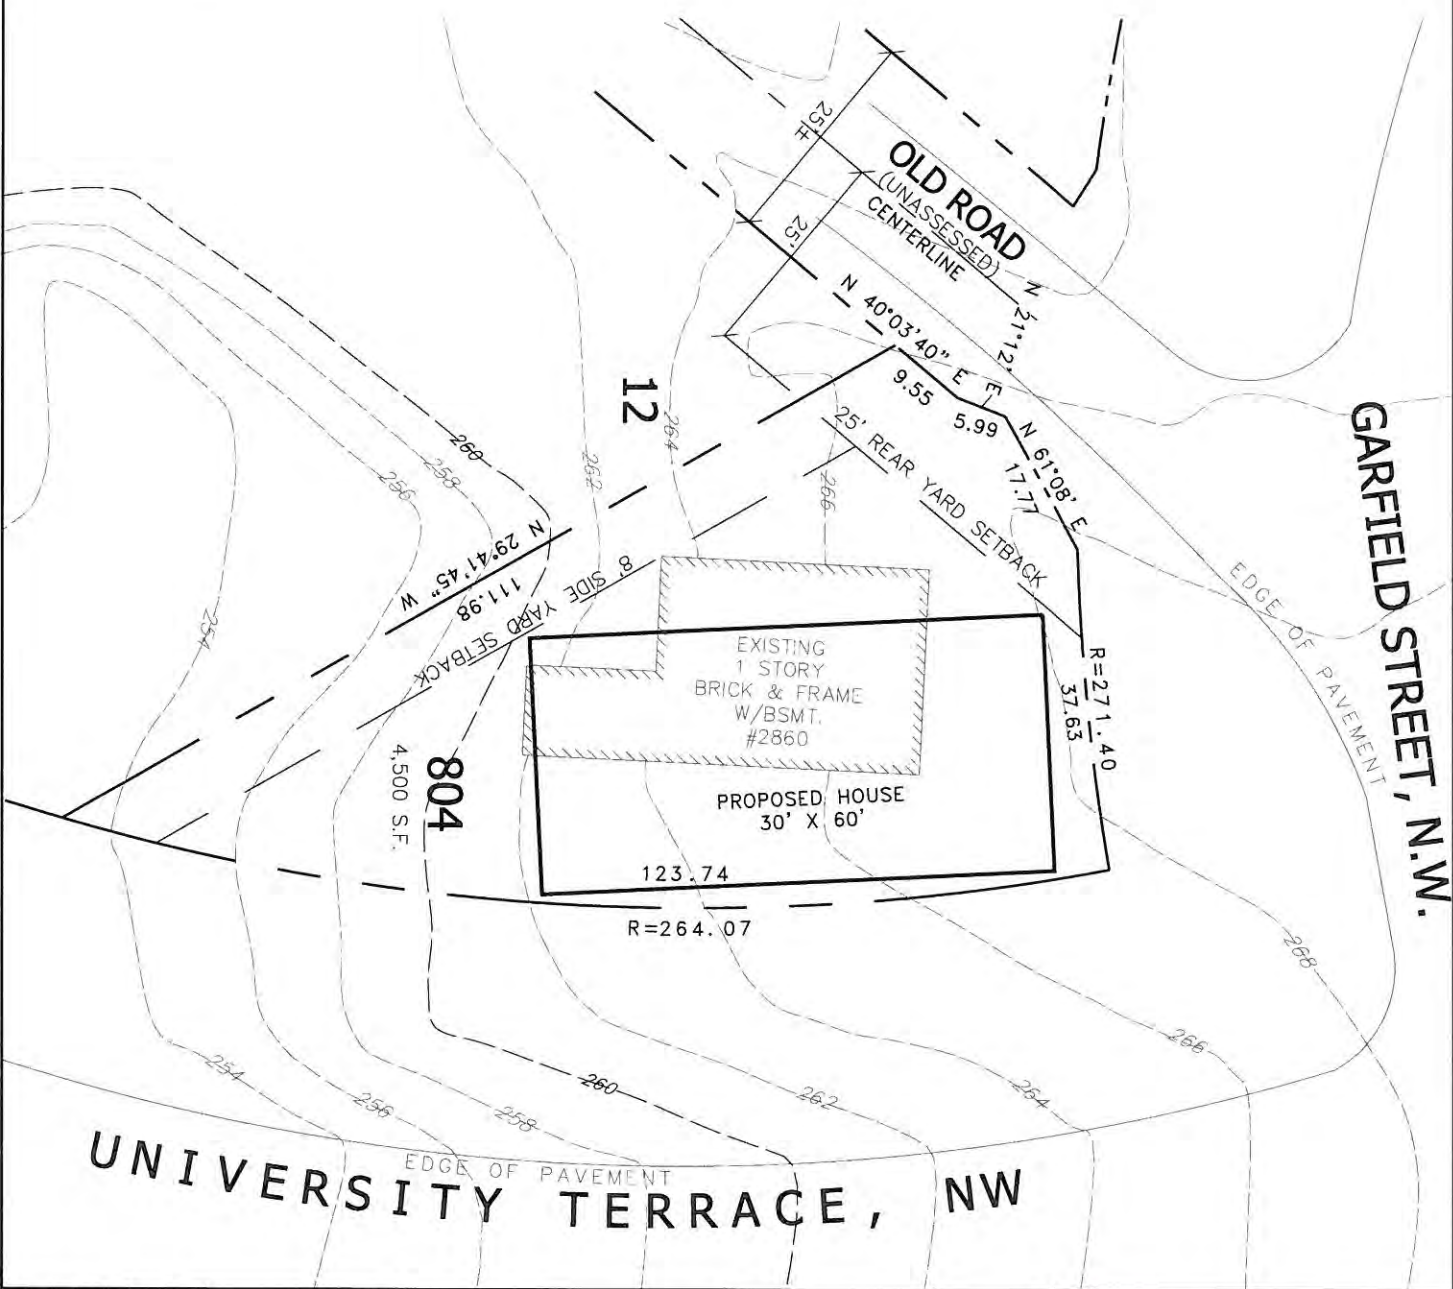 25'±
25'
OLD ROAD
(UNASSESSED)
CENTERLINE
N 40°03'40" E
9.55
N 21°12' E
5.99
N 61°08' E
17.77
25' REAR YARD SETBACK
GARFIELD STREET, N.W.
EDGE OF PAVEMENT
12
264
262
266
260
258
256
254
N 29°41'45" W
111.98
8' SIDE YARD SETBACK
EXISTING
1 STORY
BRICK & FRAME
W/BSMT.
#2860
R=271.40
37.63
804
4,500 S.F.
PROPOSED HOUSE
30' X 60'
123.74
R=264.07
268
266
264
262
260
258
256
254
EDGE OF PAVEMENT
UNIVERSITY TERRACE, NW